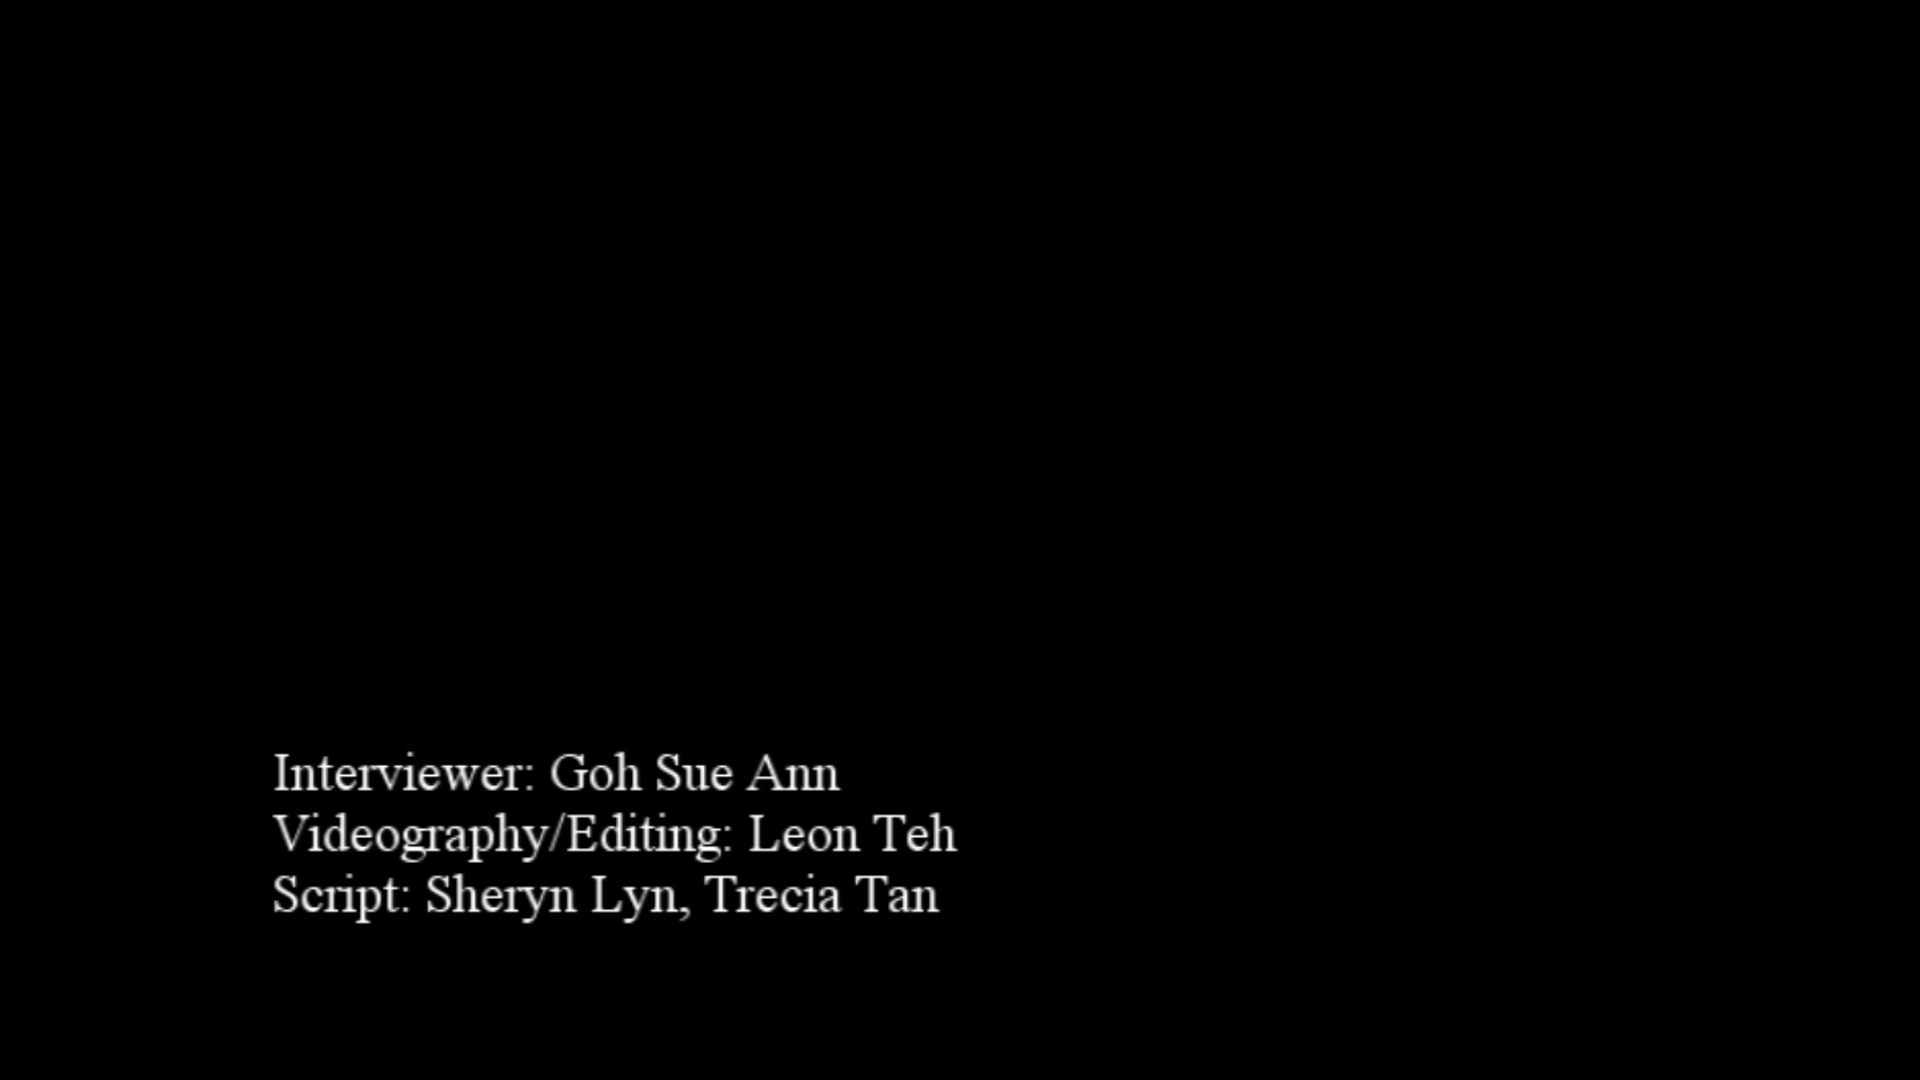 Interviewer: Goh Sue Ann
Videography/Editing: Leon Teh
Script: Sheryn Lyn, Trecia Tan